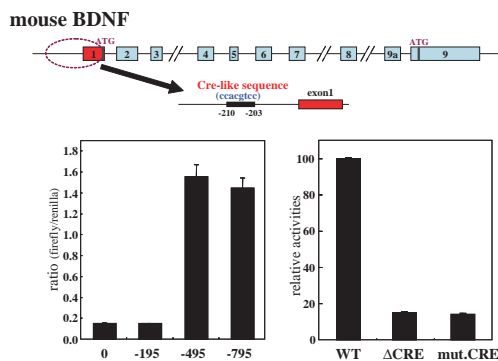 mouse BDNF
ATG ATG
1 2 3 4 5 6 7 8 9a 9
Cre-like sequence
(ccacgtcc) exon1
-210 -203
ratio (firefly/renilla)
1.8
1.6
1.4
1.2
1.0
0.8
0.6
0.4
0.2
0.0
0 -195 -495 -795
relative activities
100
80
60
40
20
0
WT ΔCRE mut.CRE